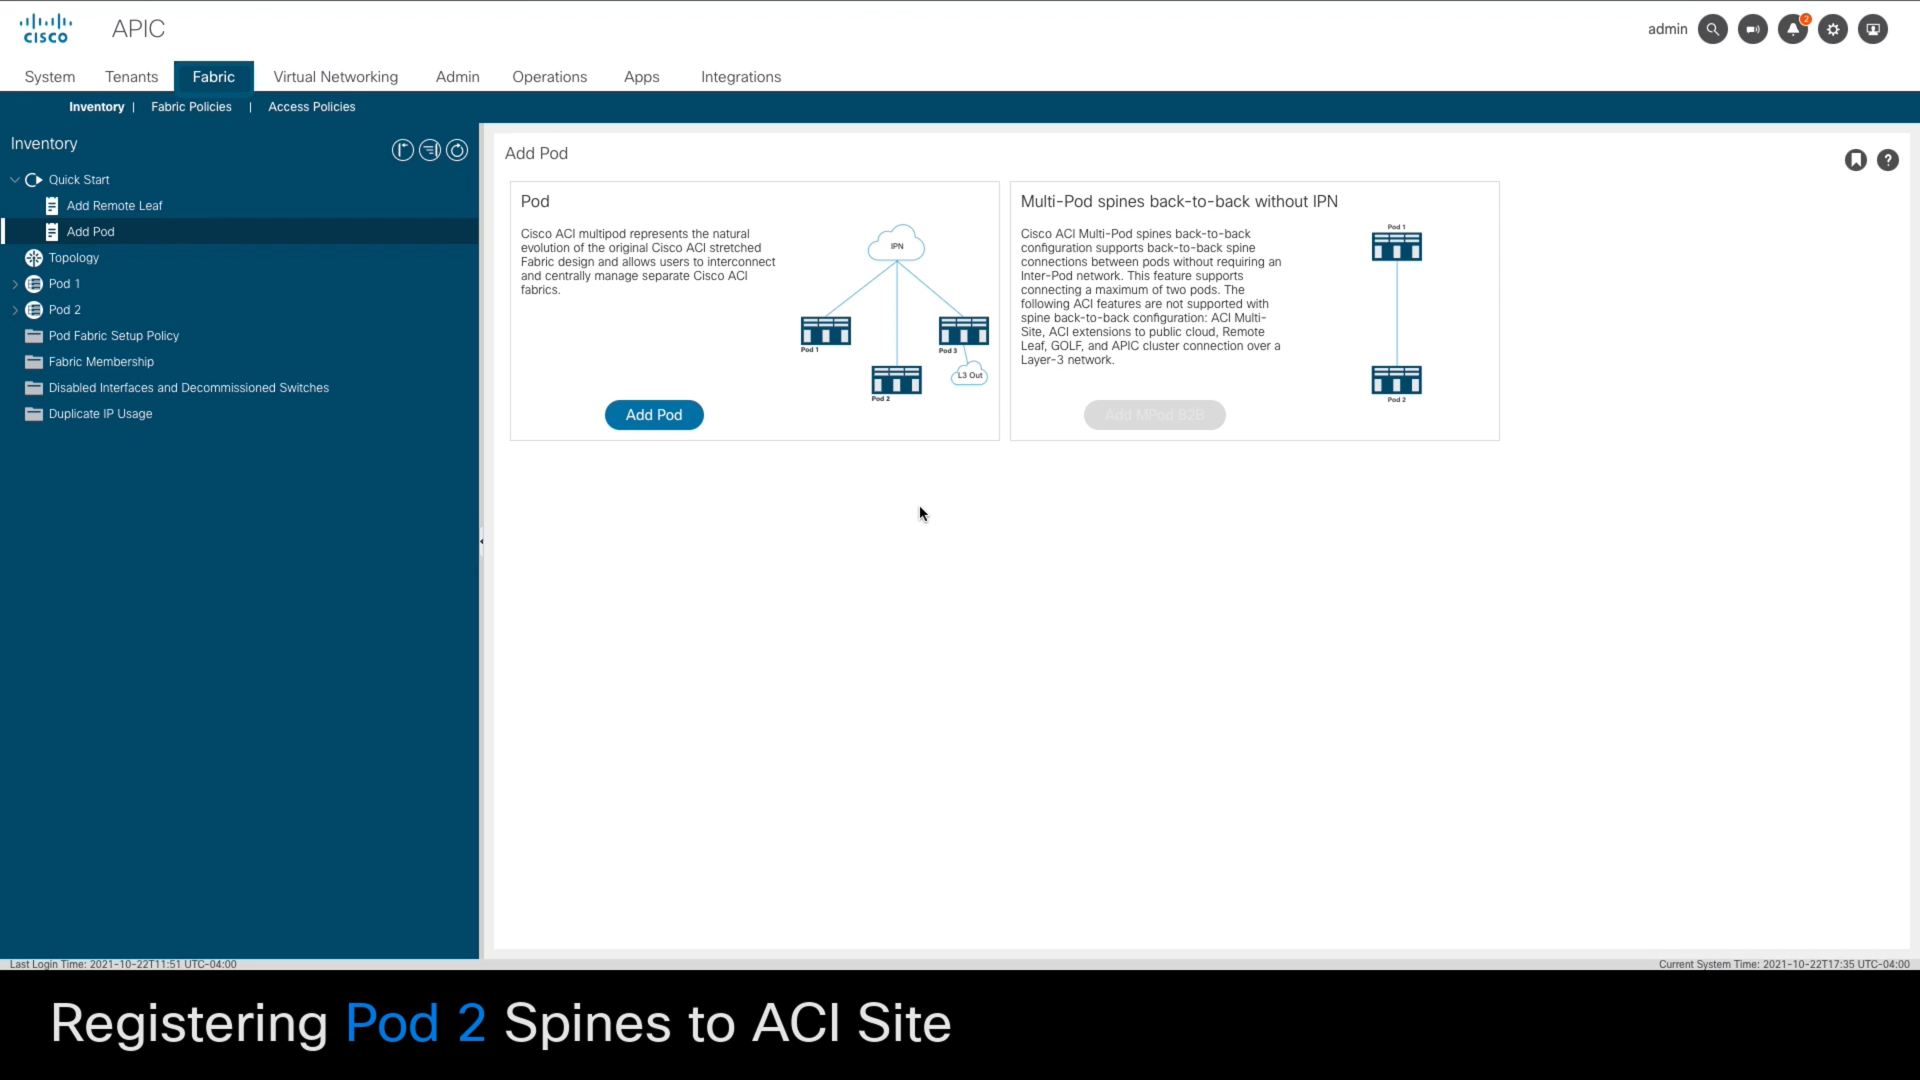 CISCO
APIC
admin
2
System Tenants Fabric Virtual Networking Admin Operations Apps Integrations
Inventory | Fabric Policies | Access Policies
Inventory
Quick Start
Add Remote Leaf
Add Pod
Topology
Pod 1
Pod 2
Pod Fabric Setup Policy
Fabric Membership
Disabled Interfaces and Decommissioned Switches
Duplicate IP Usage
Add Pod
?
Pod
Cisco ACI multipod represents the natural
evolution of the original Cisco ACI stretched
Fabric design and allows users to interconnect
and centrally manage separate Cisco ACI
fabrics.
IPN
Pod 1
Pod 3
L3 Out
Pod 2
Add Pod
Multi-Pod spines back-to-back without IPN
Cisco ACI Multi-Pod spines back-to-back
configuration supports back-to-back spine
connections between pods without requiring an
Inter-Pod network. This feature supports
connecting a maximum of two pods. The
following ACI features are not supported with
spine back-to-back configuration: ACI Multi-
Site, ACI extensions to public cloud, Remote
Leaf, GOLF, and APIC cluster connection over a
Layer-3 network.
Pod 1
Pod 2
Add MPod B2B
Last Login Time: 2021-10-22T11:51 UTC-04:00
Current System Time: 2021-10-22T17:35 UTC-04:00
Registering Pod 2 Spines to ACI Site